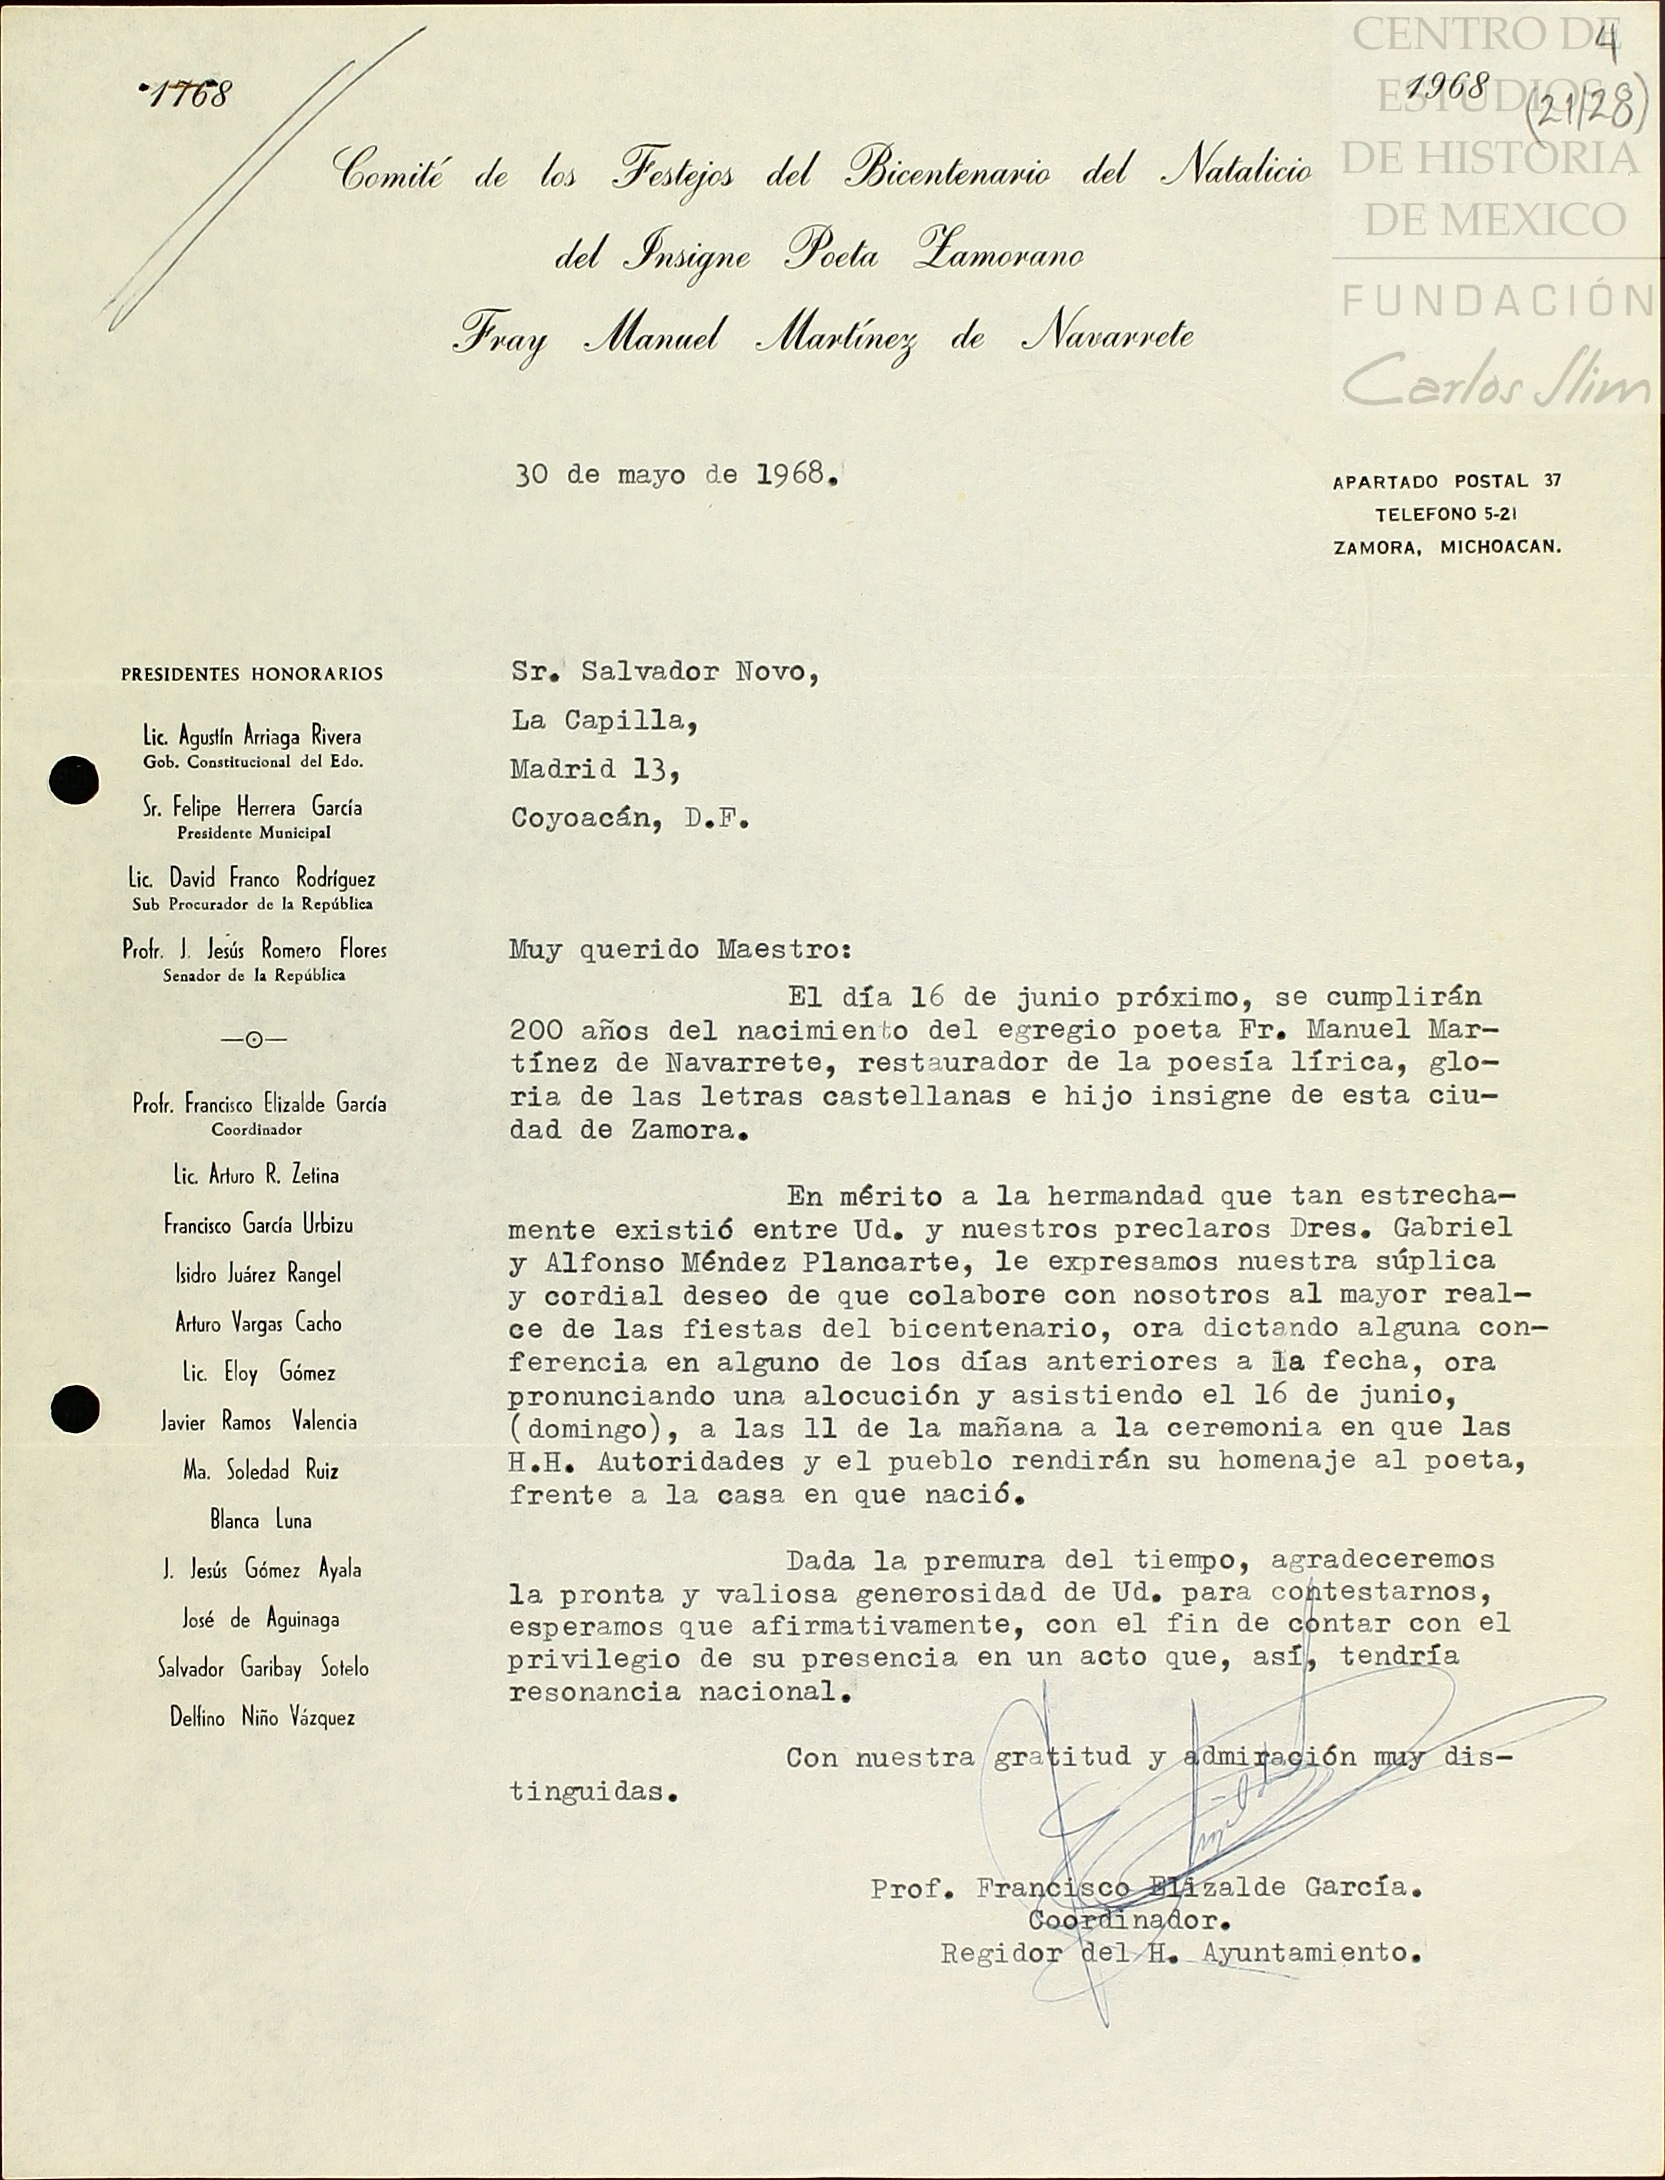 CENTRO DE
ESTUDIOS
DE HISTORIA
DE MEXICO
FUNDACIÓN
Carlos Slim
4
(21/28)
1768
1968
Comité de los Festejos del Bicentenario del Natalicio
del Insigne Poeta Zamorano
Fray Manuel Martínez de Navarrete
30 de mayo de 1968.
APARTADO POSTAL 37
TELEFONO 5-21
ZAMORA, MICHOACAN.
PRESIDENTES HONORARIOS
Lic. Agustín Arriaga Rivera
Gob. Constitucional del Edo.
Sr. Felipe Herrera García
Presidente Municipal
Lic. David Franco Rodríguez
Sub Procurador de la República
Profr. J. Jesús Romero Flores
Senador de la República
Profr. Francisco Elizalde García
Coordinador
Lic. Arturo R. Zetina
Francisco García Urbizu
Isidro Juárez Rangel
Arturo Vargas Cacho
Lic. Eloy Gómez
Javier Ramos Valencia
Ma. Soledad Ruiz
Blanca Luna
J. Jesús Gómez Ayala
José de Aguinaga
Salvador Garibay Sotelo
Delfino Niño Vázquez
Sr. Salvador Novo,
La Capilla,
Madrid 13,
Coyoacán, D.F.
Muy querido Maestro:
El día 16 de junio próximo, se cumplirán
200 años del nacimiento del egregio poeta Fr. Manuel Mar-
tínez de Navarrete, restaurador de la poesía lírica, glo-
ria de las letras castellanas e hijo insigne de esta ciu-
dad de Zamora.
En mérito a la hermandad que tan estrecha-
mente existió entre Ud. y nuestros preclaros Dres. Gabriel
y Alfonso Méndez Plancarte, le expresamos nuestra súplica
y cordial deseo de que colabore con nosotros al mayor real-
ce de las fiestas del bicentenario, ora dictando alguna con-
ferencia en alguno de los días anteriores a la fecha, ora
pronunciando una alocución y asistiendo el 16 de junio,
(domingo), a las 11 de la mañana a la ceremonia en que las
H.H. Autoridades y el pueblo rendirán su homenaje al poeta,
frente a la casa en que nació.
Dada la premura del tiempo, agradeceremos
la pronta y valiosa generosidad de Ud. para contestarnos,
esperamos que afirmativamente, con el fin de contar con el
privilegio de su presencia en un acto que, así, tendría
resonancia nacional.
Con nuestra gratitud y admiración muy dis-
tinguidas.
Prof. Francisco Elizalde García.
Coordinador.
Regidor del H. Ayuntamiento.